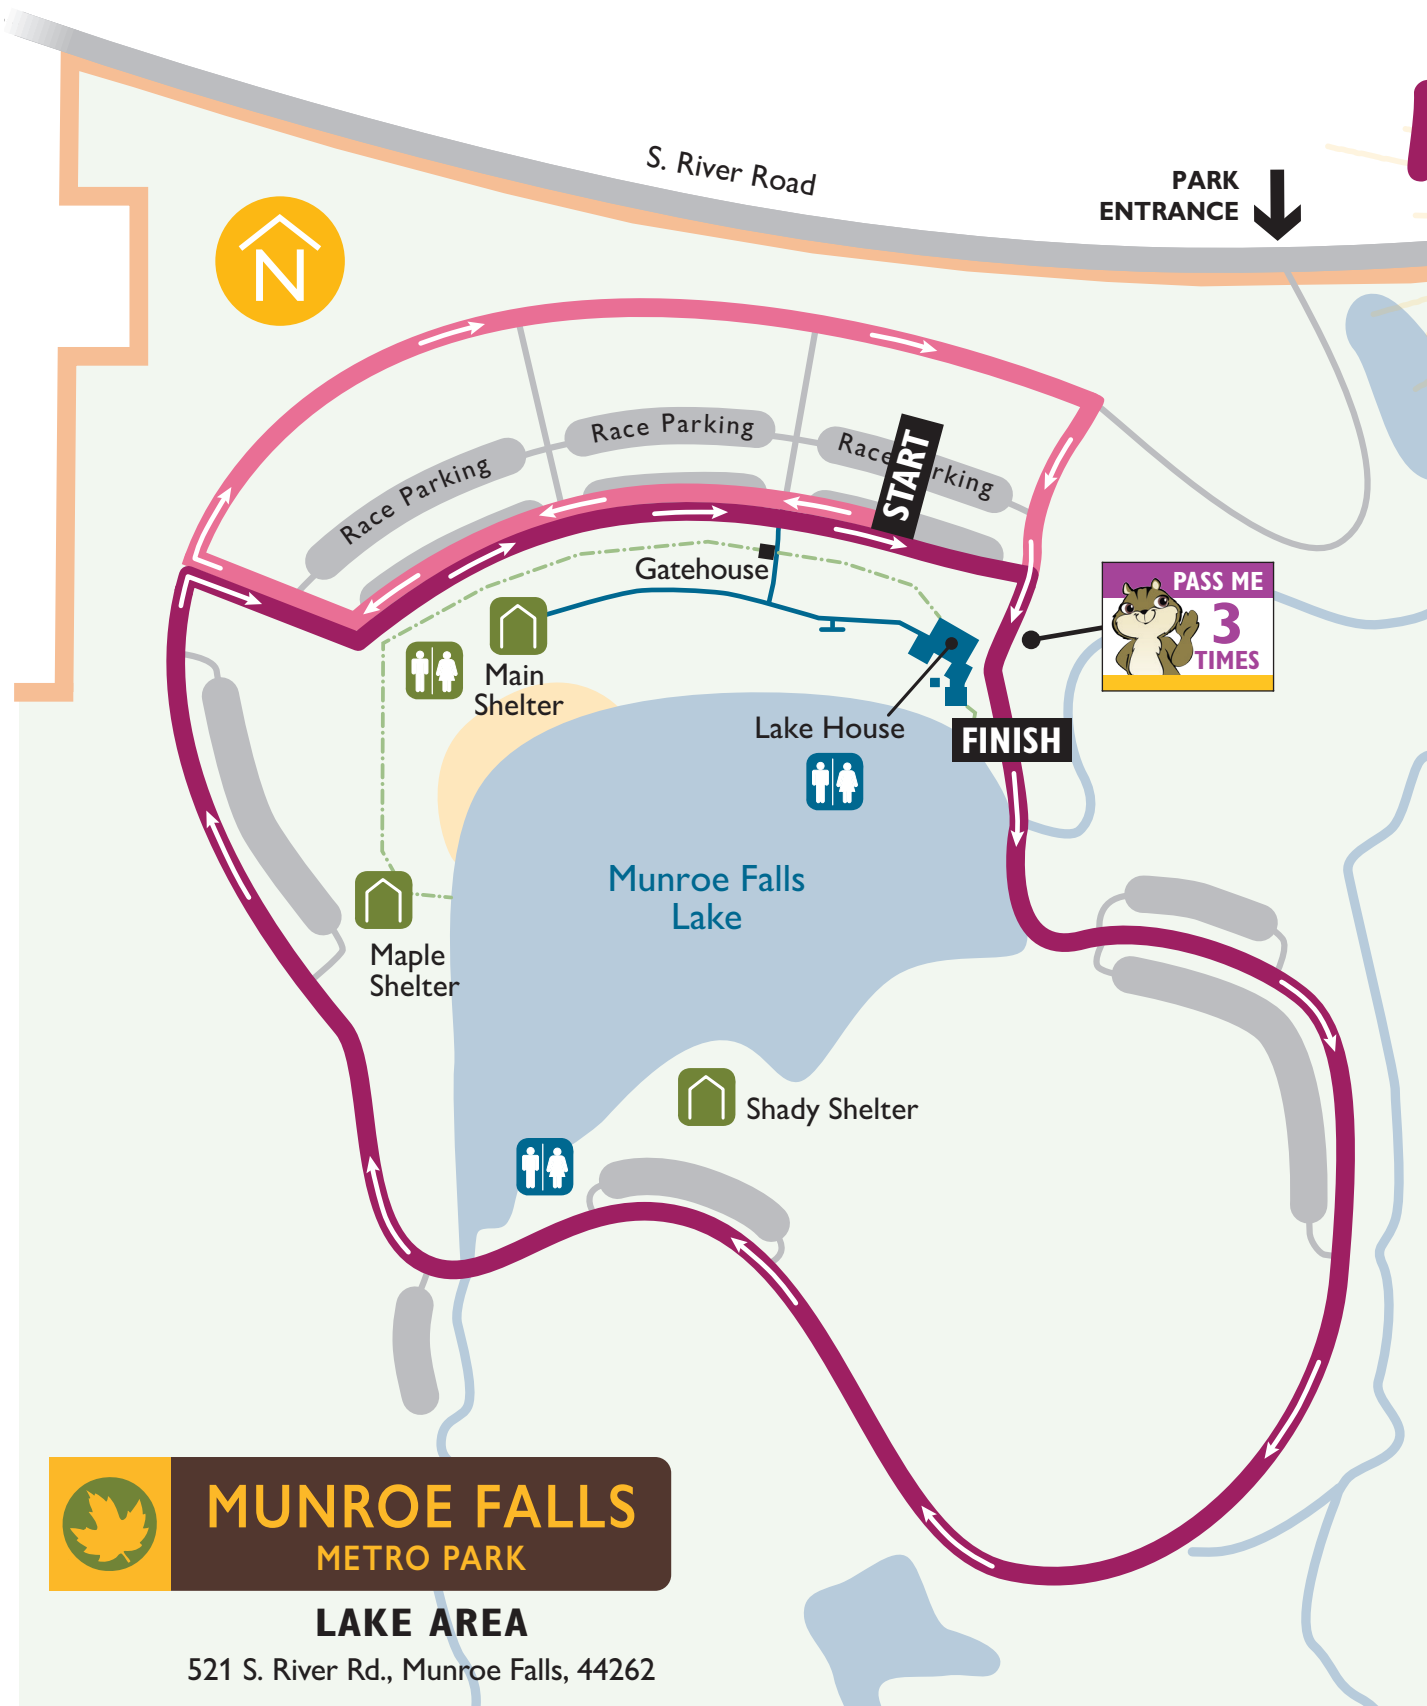 S. River Road
PARK
ENTRANCE
N
Race Parking
Race Parking
Race rking
START
Gatehouse
PASS ME
3
TIMES
Main
Shelter
Lake House
FINISH
Munroe Falls
Lake
Maple
Shelter
Shady Shelter
MUNROE FALLS
METRO PARK
LAKE AREA
521 S. River Rd., Munroe Falls, 44262